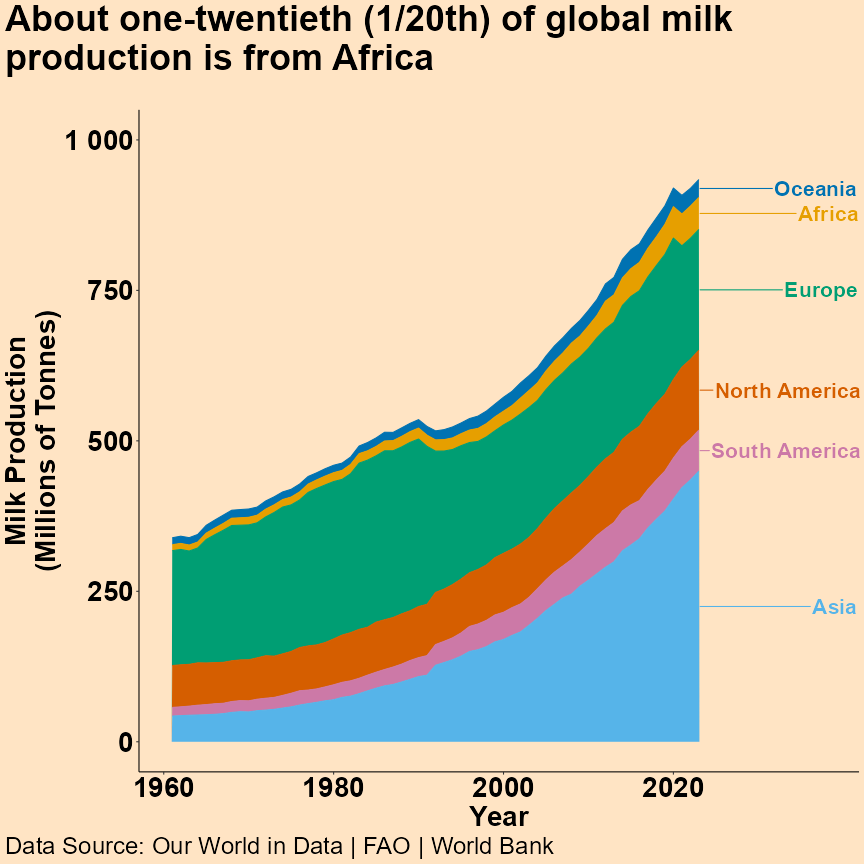 About one-twentieth (1/20th) of global milk
production is from Africa
1 000
750
500
250
0
Milk Production
(Millions of Tonnes)
Oceania
Africa
Europe
North America
South America
Asia
1960 1980 2000 2020
Year
Data Source: Our World in Data | FAO | World Bank